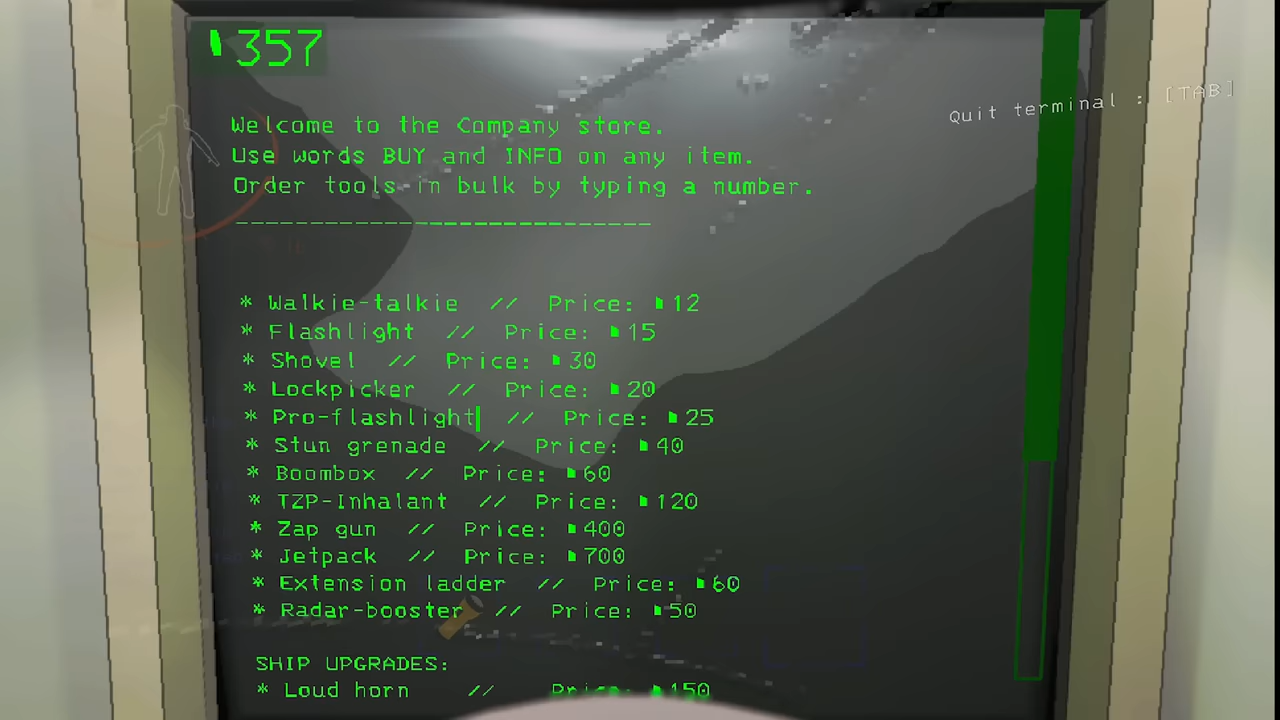 357
Quit terminal : [TAB]
Welcome to the Company store.
Use words BUY and INFO on any item.
Order tools in bulk by typing a number.
----------------------------
* Walkie-talkie // Price: ▮12
* Flashlight // Price: ▮15
* Shovel // Price: ▮30
* Lockpicker // Price: ▮20
* Pro-flashlight // Price: ▮25
* Stun grenade // Price: ▮40
* Boombox // Price: ▮60
* TZP-Inhalant // Price: ▮120
* Zap gun // Price: ▮400
* Jetpack // Price: ▮700
* Extension ladder // Price: ▮60
* Radar-booster // Price: ▮50
SHIP UPGRADES:
* Loud horn // Price: ▮150